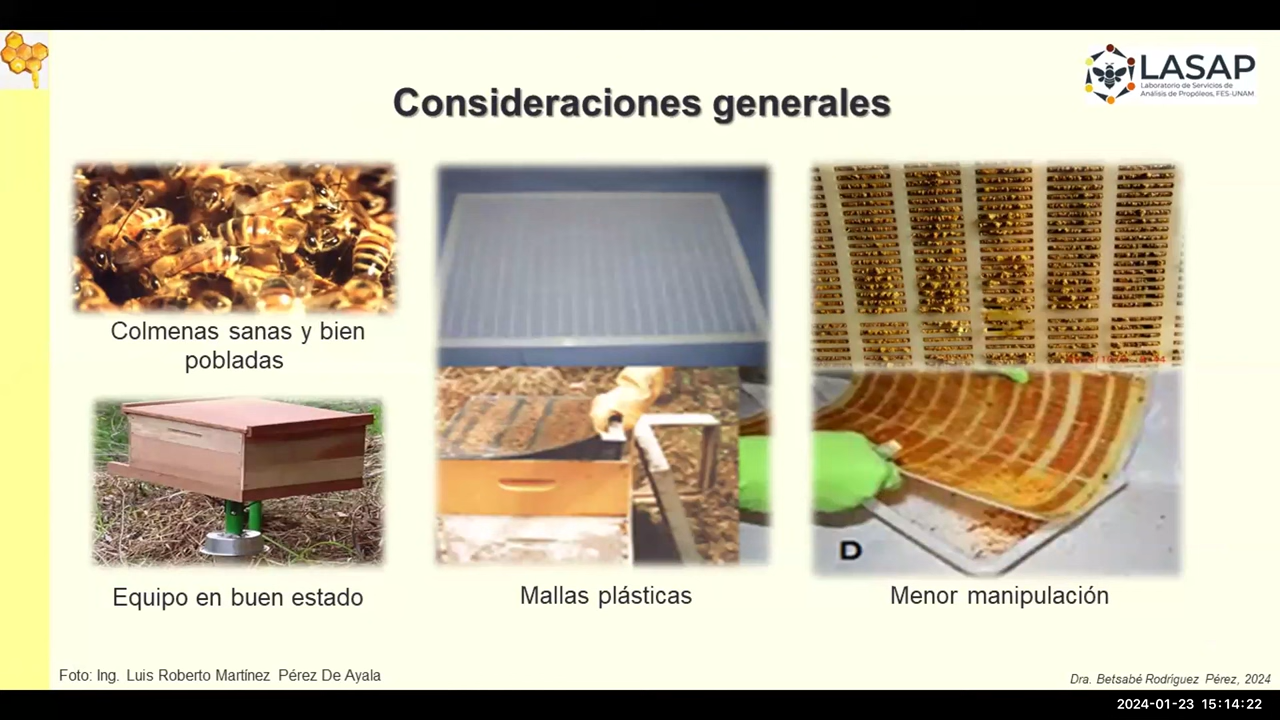 LASAP
Laboratorio de Servicios de
Análisis de Propóleos, FES-UNAM
Consideraciones generales
Colmenas sanas y bien
pobladas
Equipo en buen estado
Mallas plásticas
D
Menor manipulación
Foto: Ing. Luis Roberto Martínez Pérez De Ayala
Dra. Betsabé Rodríguez Pérez, 2024
2024-01-23 15:14:22